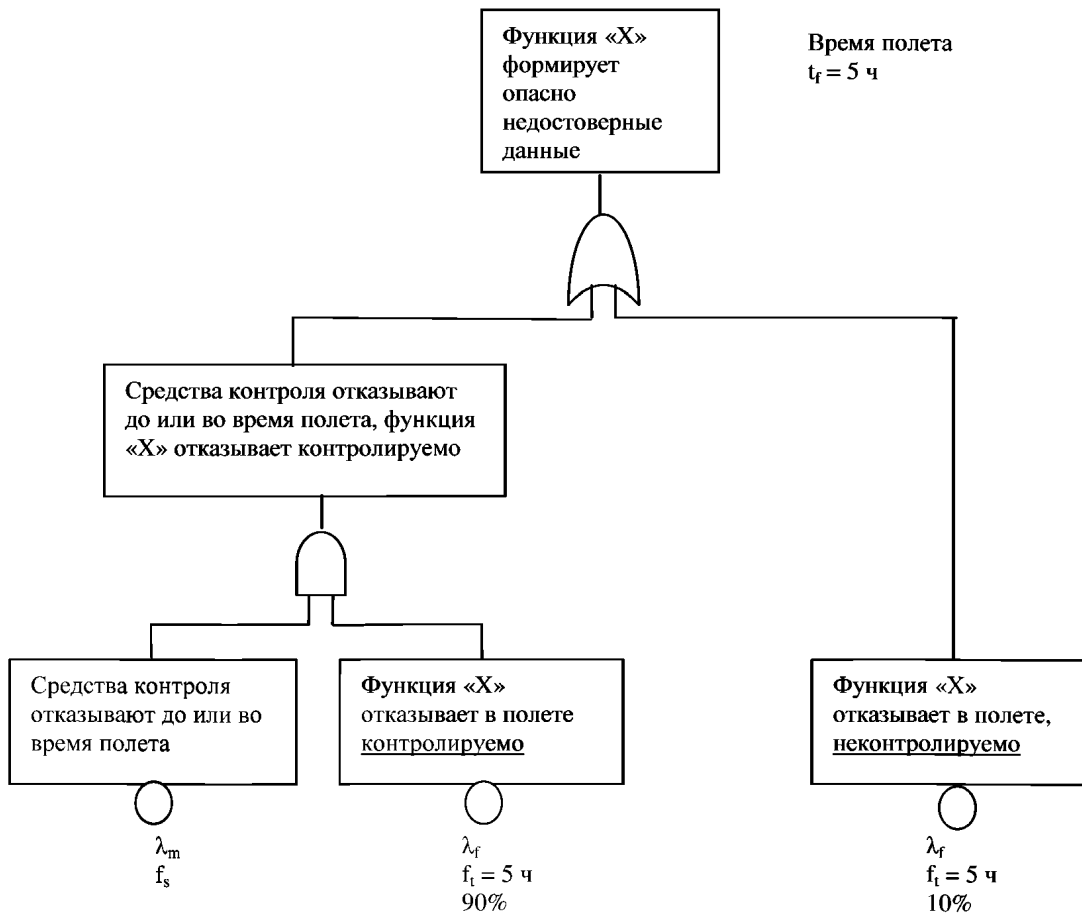 Функция «X»
формирует
опасно
недостоверные
данные
Время полета
t_f = 5 ч
Средства контроля отказывают
до или во время полета, функция
«X» отказывает контролируемо
Средства контроля
отказывают до или во
время полета
Функция «X»
отказывает в полете
контролируемо
Функция «X»
отказывает в полете,
неконтролируемо
λ_m
f_s
λ_f
f_t = 5 ч
90%
λ_f
f_t = 5 ч
10%